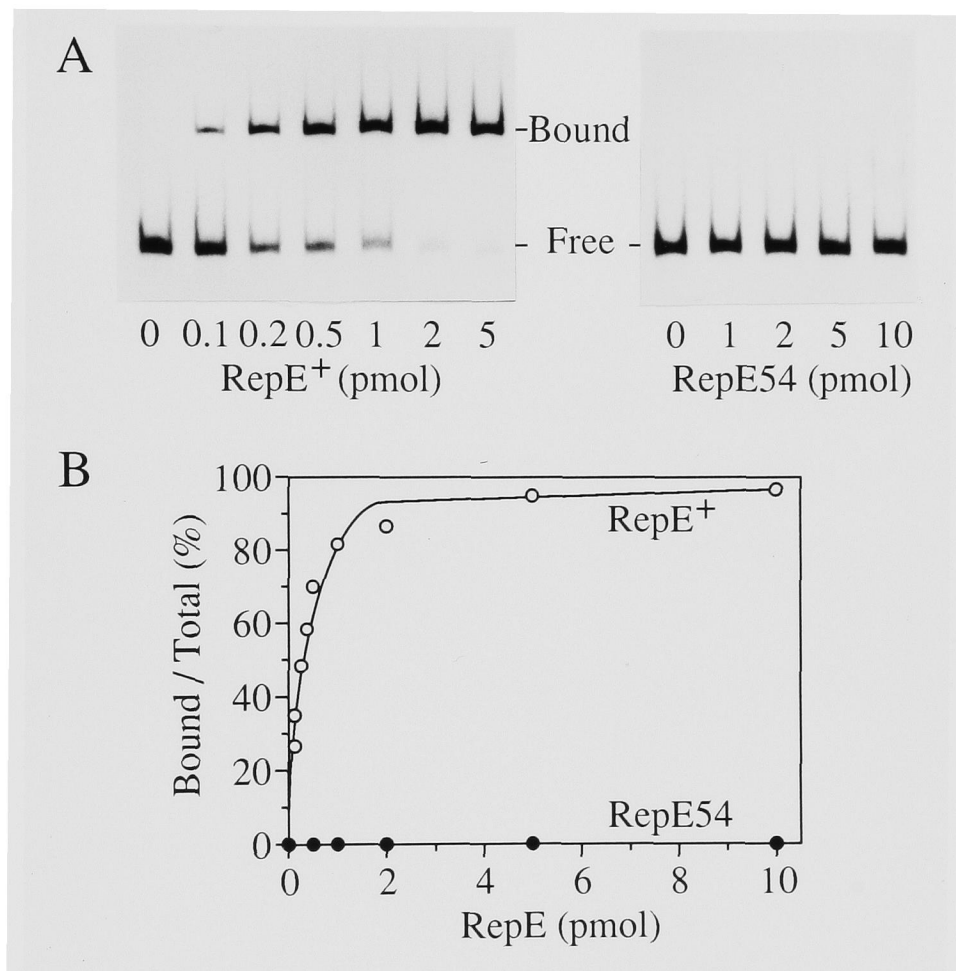 A
-Bound
- Free -
0 0.1 0.2 0.5 1 2 5
RepE+ (pmol)
0 1 2 5 10
RepE54 (pmol)
B
Bound / Total (%)
100
80
60
40
20
0
RepE+
RepE54
0 2 4 6 8 10
RepE (pmol)